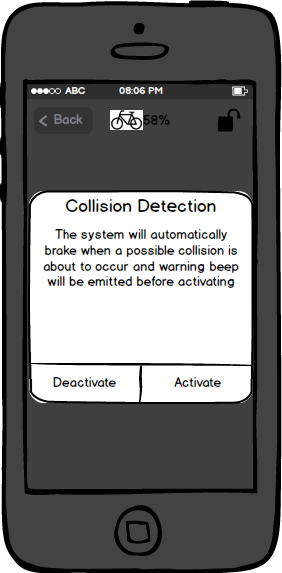 ABC 08:06 PM
Back 58%
Collision Detection
The system will automatically
brake when a possible collision is
about to occur and warning beep
will be emitted before activating
Deactivate Activate